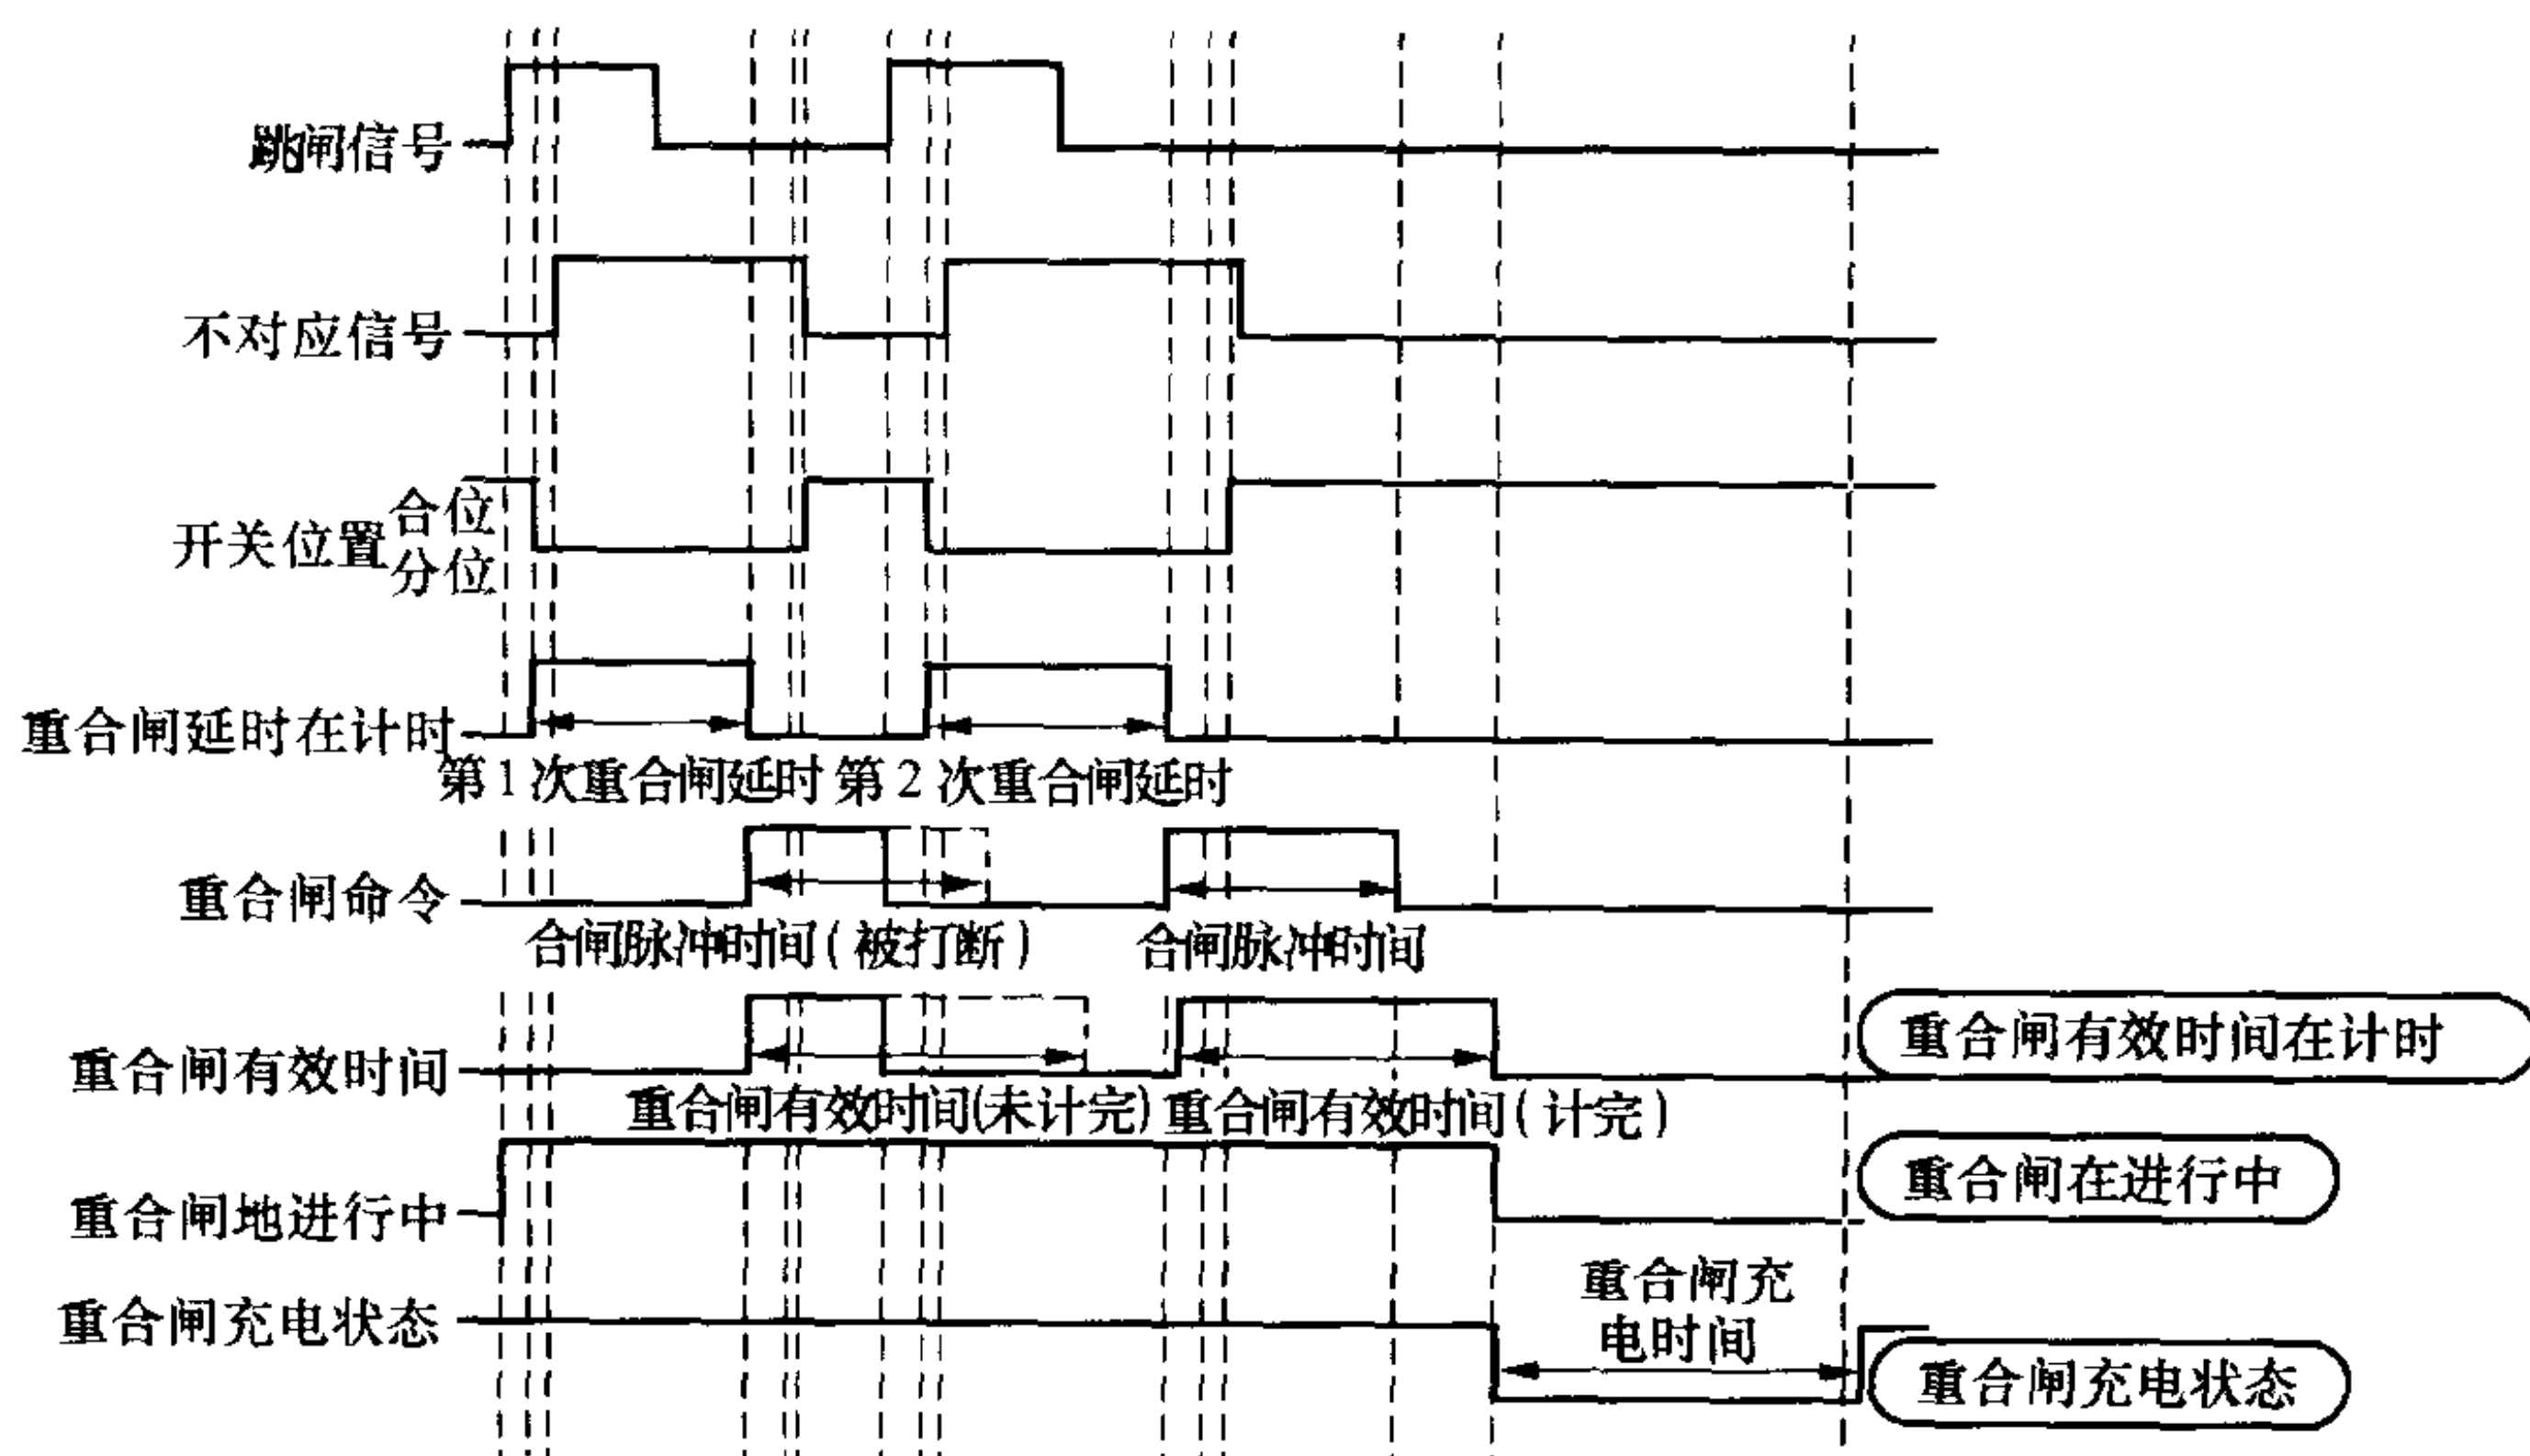 跳闸信号
不对应信号
开关位置 合位
分位
重合闸延时在计时
第1次重合闸延时 第2次重合闸延时
重合闸命令
合闸脉冲时间(被打断) 合闸脉冲时间
重合闸有效时间
重合闸有效时间在计时
重合闸有效时间(未计完) 重合闸有效时间(计完)
重合闸地进行中
重合闸在进行中
重合闸充电状态
重合闸充
电时间
重合闸充电状态